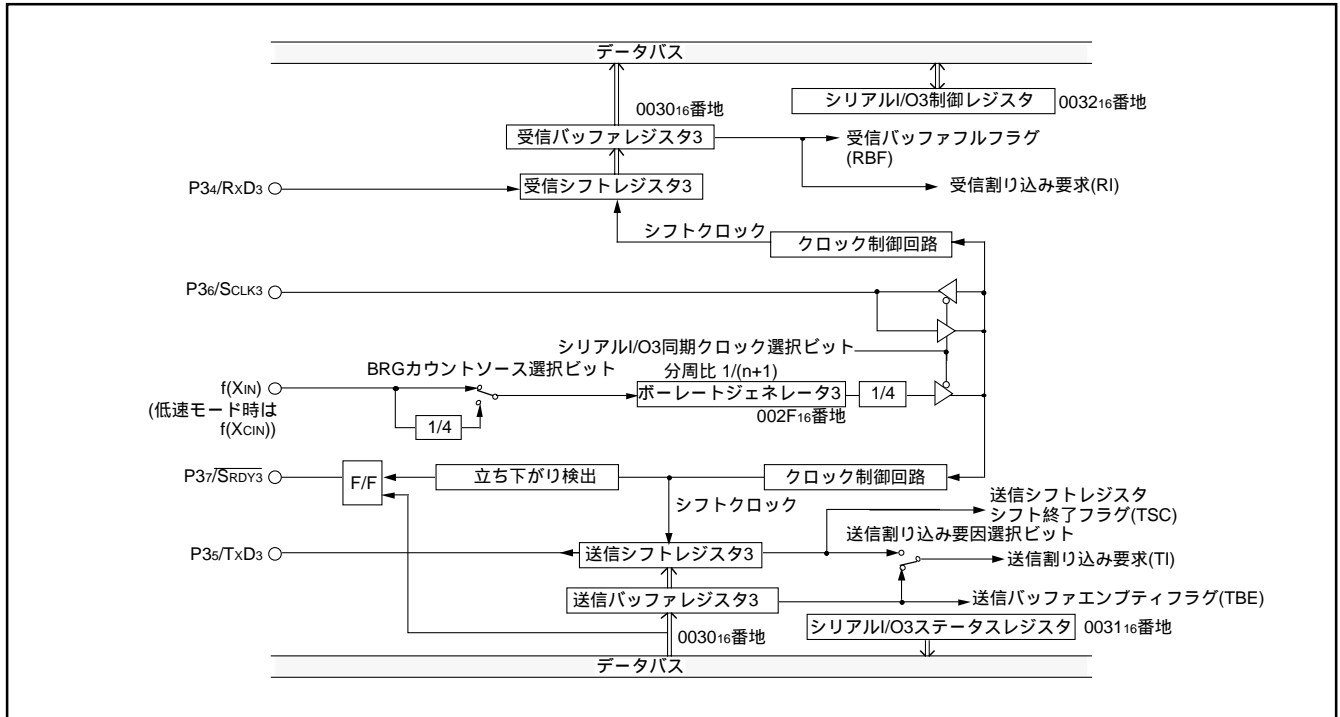 データバス
シリアルI/O3制御レジスタ 003216番地
003016番地
受信バッファレジスタ3
受信バッファフルフラグ
(RBF)
P34/RXD3
受信シフトレジスタ3
受信割り込み要求(RI)
シフトクロック
クロック制御回路
P36/SCLK3
シリアルI/O3同期クロック選択ビット
BRGカウントソース選択ビット
分周比 1/(n+1)
f(XIN)
(低速モード時は
f(XCIN))
1/4
ボーレートジェネレータ3
1/4
002F16番地
P37/SRDY3
F/F
立ち下がり検出
クロック制御回路
シフトクロック
送信シフトレジスタ
シフト終了フラグ(TSC)
送信割り込み要因選択ビット
P35/TXD3
送信シフトレジスタ3
送信割り込み要求(TI)
送信バッファレジスタ3
送信バッファエンプティフラグ(TBE)
003016番地
シリアルI/O3ステータスレジスタ 003116番地
データバス